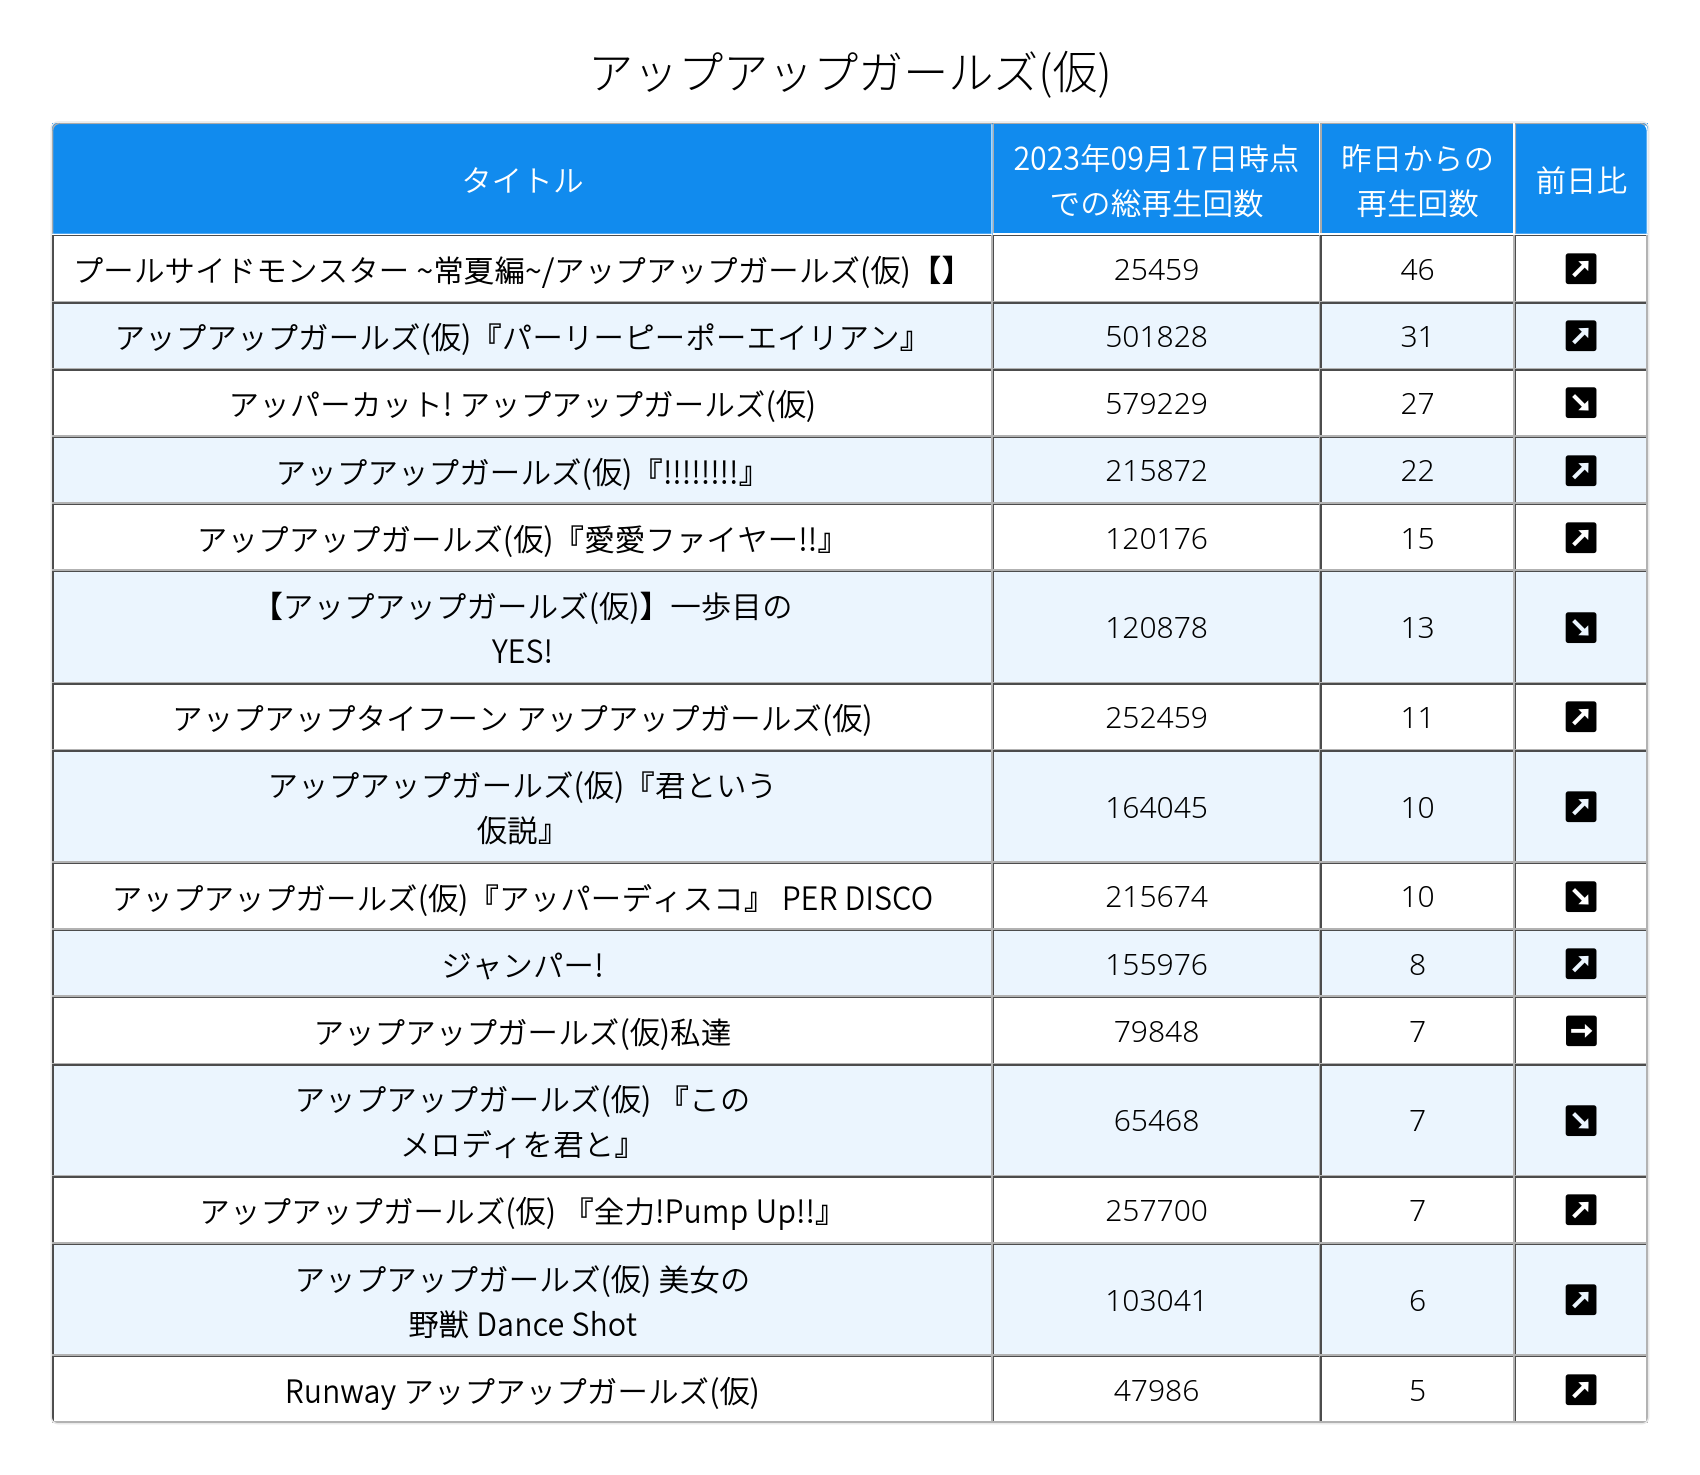 アップアップガールズ(仮)
タイトル
2023年09月17日時点
での総再生回数
昨日からの
再生回数
前日比
プールサイドモンスター ~常夏編~/アップアップガールズ(仮)【】 25459 46
アップアップガールズ(仮)『パーリーピーポーエイリアン』 501828 31
アッパーカット! アップアップガールズ(仮) 579229 27
アップアップガールズ(仮)『!!!!!!!!』 215872 22
アップアップガールズ(仮)『愛愛ファイヤー!!』 120176 15
【アップアップガールズ(仮)】一歩目の
YES! 120878 13
アップアップタイフーン アップアップガールズ(仮) 252459 11
アップアップガールズ(仮)『君という
仮説』 164045 10
アップアップガールズ(仮)『アッパーディスコ』 PER DISCO 215674 10
ジャンパー! 155976 8
アップアップガールズ(仮)私達 79848 7
アップアップガールズ(仮) 『この
メロディを君と』 65468 7
アップアップガールズ(仮) 『全力!Pump Up!!』 257700 7
アップアップガールズ(仮) 美女の
野獣 Dance Shot 103041 6
Runway アップアップガールズ(仮) 47986 5